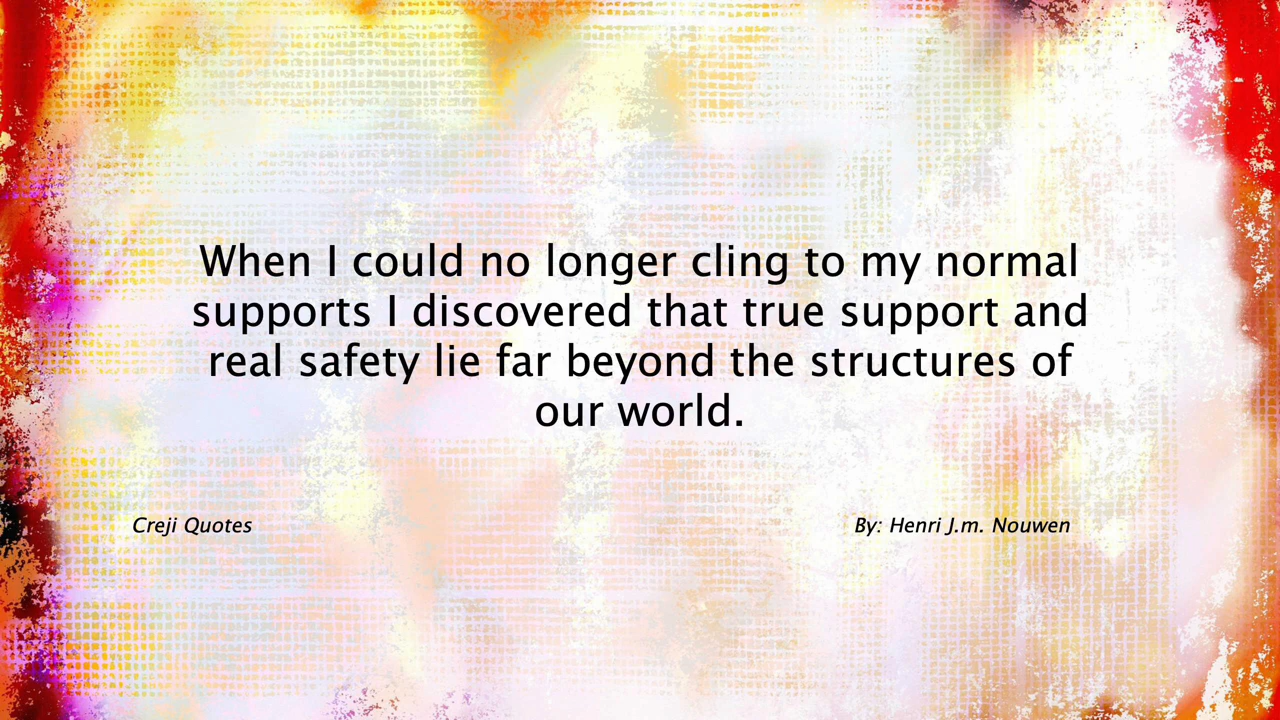 When I could no longer cling to my normal
supports I discovered that true support and
real safety lie far beyond the structures of
our world.
Creji Quotes
By: Henri J.m. Nouwen